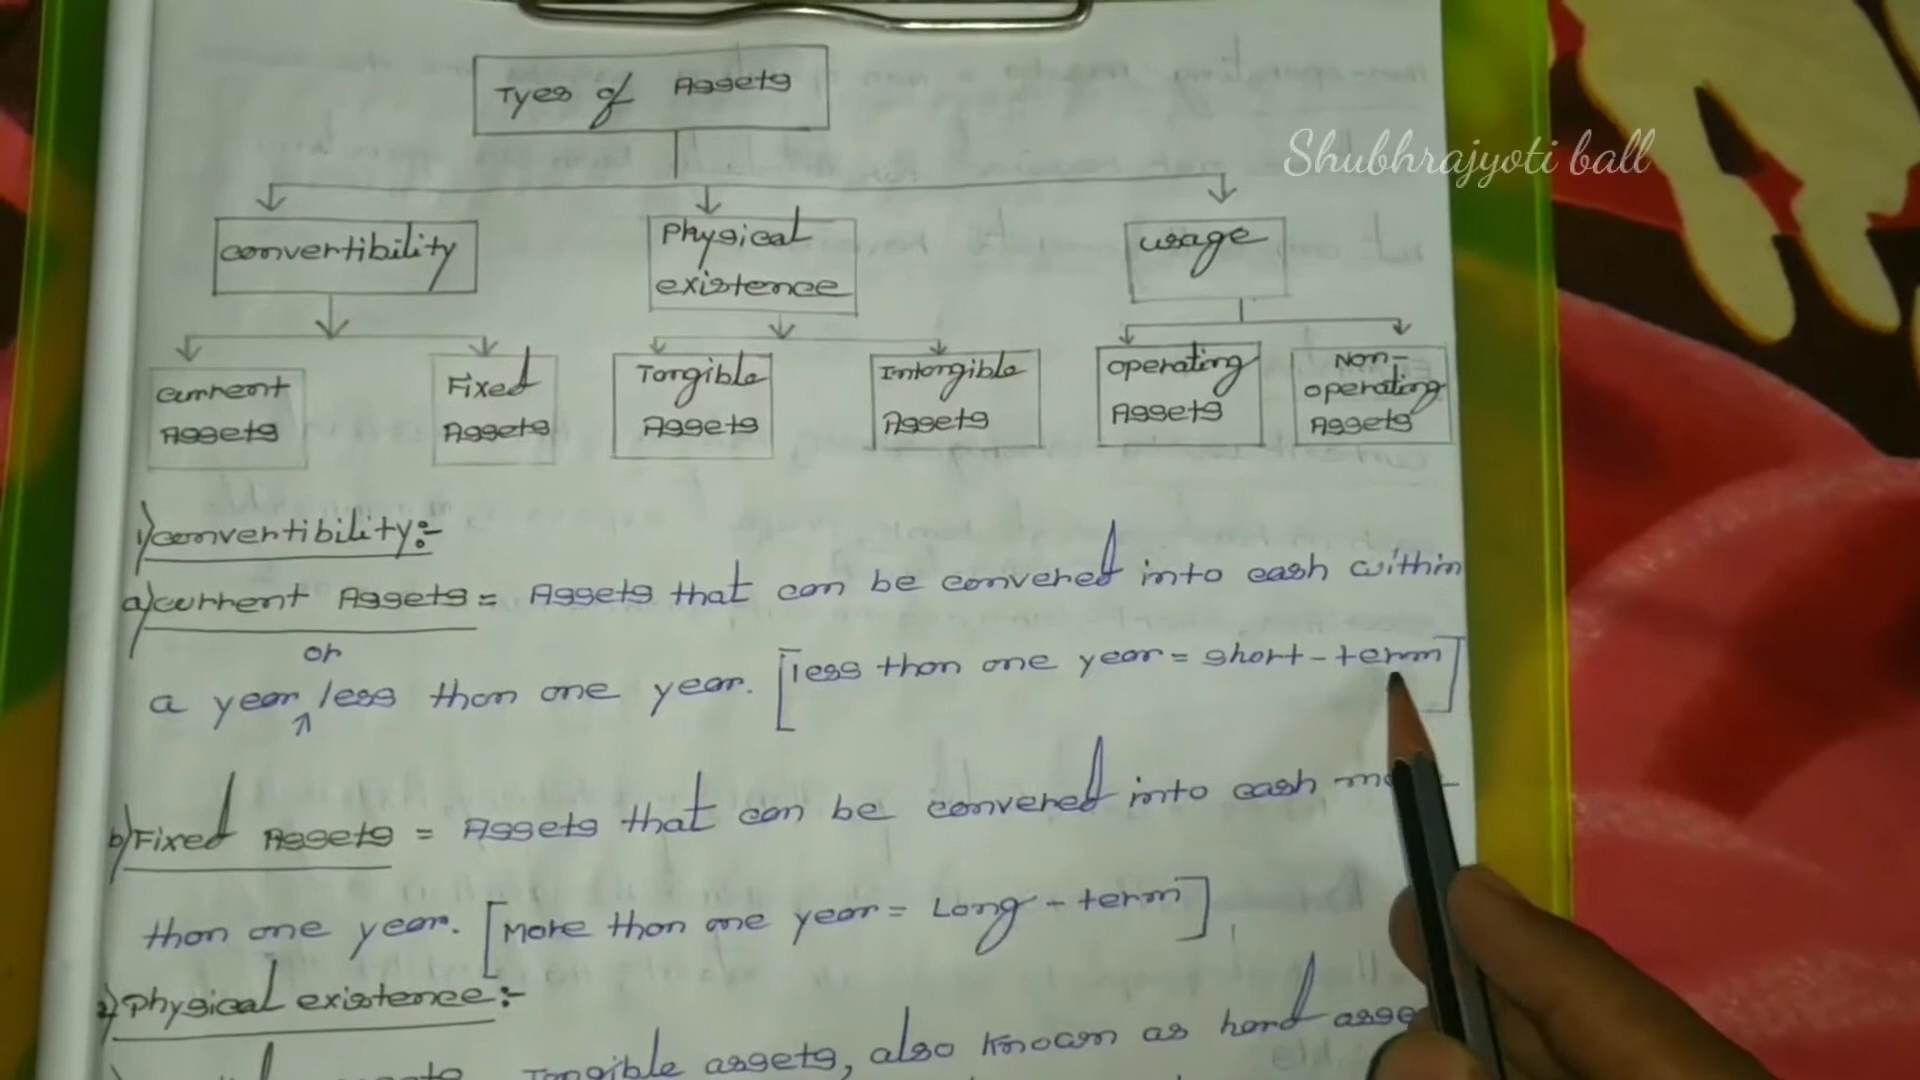 Tyes of Assets
Shubhrajyoti ball
convertibility
Physical
existence
usage
current
Assets
Fixed
Assets
Tangible
Assets
Intangible
Assets
operating
Assets
Non-
operating
Assets
1) convertibility:-
a) current Assets = Assets that can be convered into cash within
or
a year less than one year. [less than one year = short-term]
b) Fixed Assets = Assets that can be convered into cash
than one year. [More than one year = Long-term]
2) Physical existence:-
Tangible assets, also known as hard